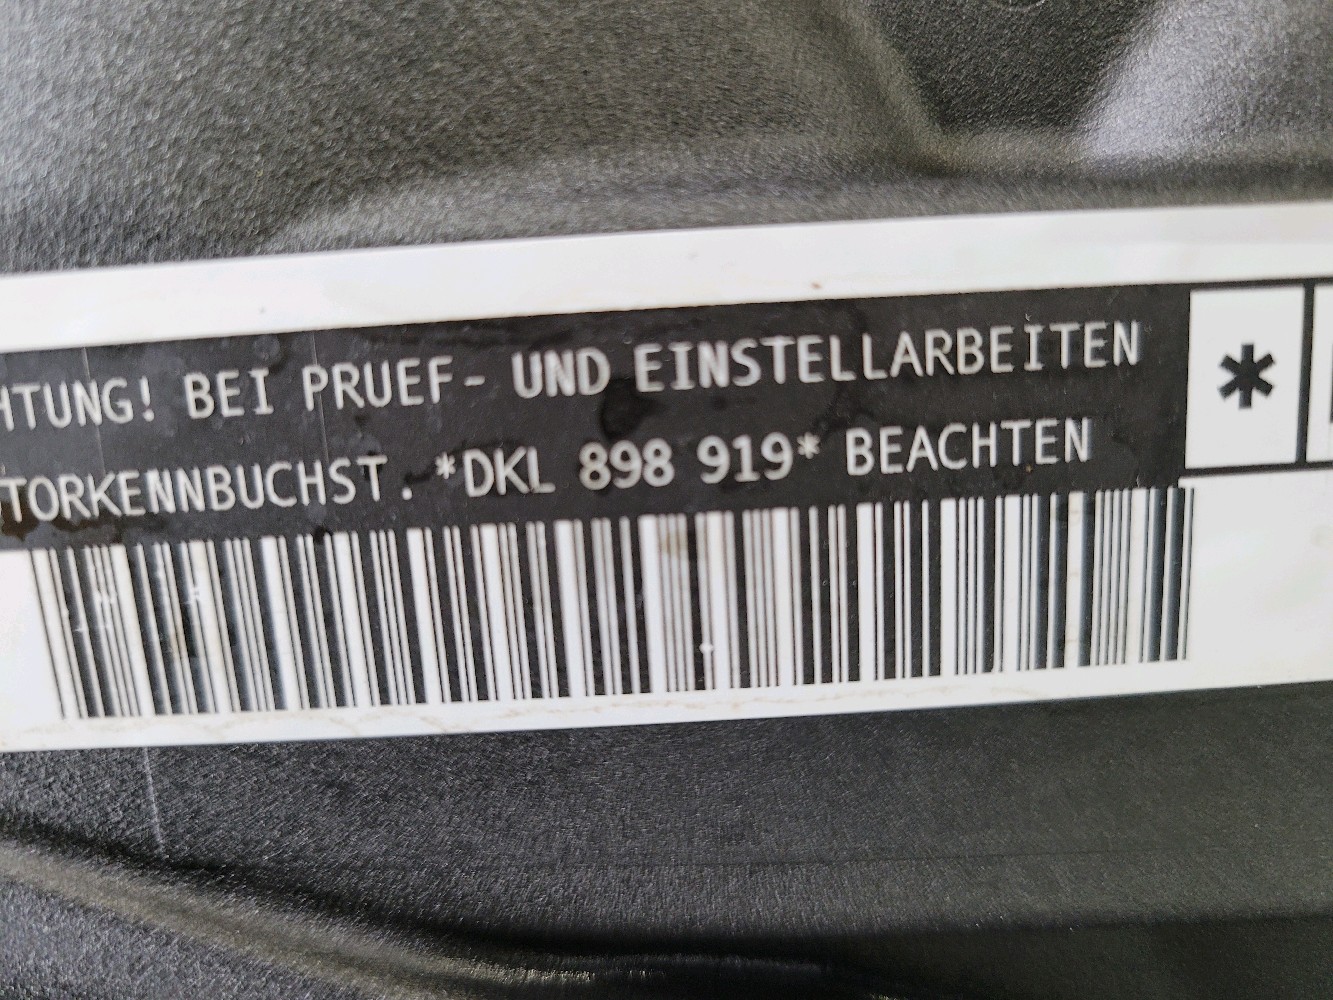 HTUNG! BEI PRUEF- UND EINSTELLARBEITEN *
TORKENNBUCHST. *DKL 898 919* BEACHTEN